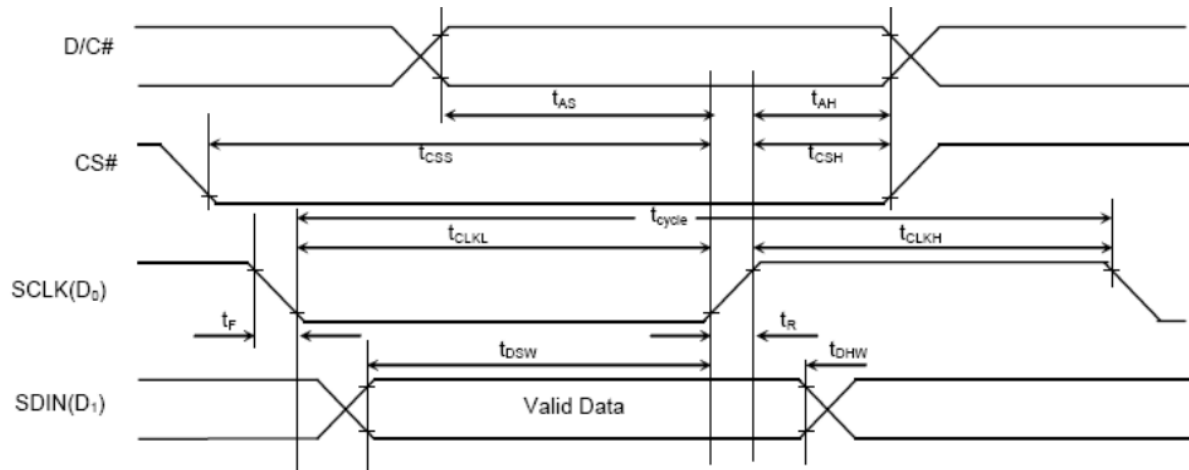 D/C#
tAS
tAH
CS#
tCSS
tCSH
tcycle
tCLKL
tCLKH
SCLK(D₀)
tF
tR
tDSW
tDHW
SDIN(D₁)
Valid Data